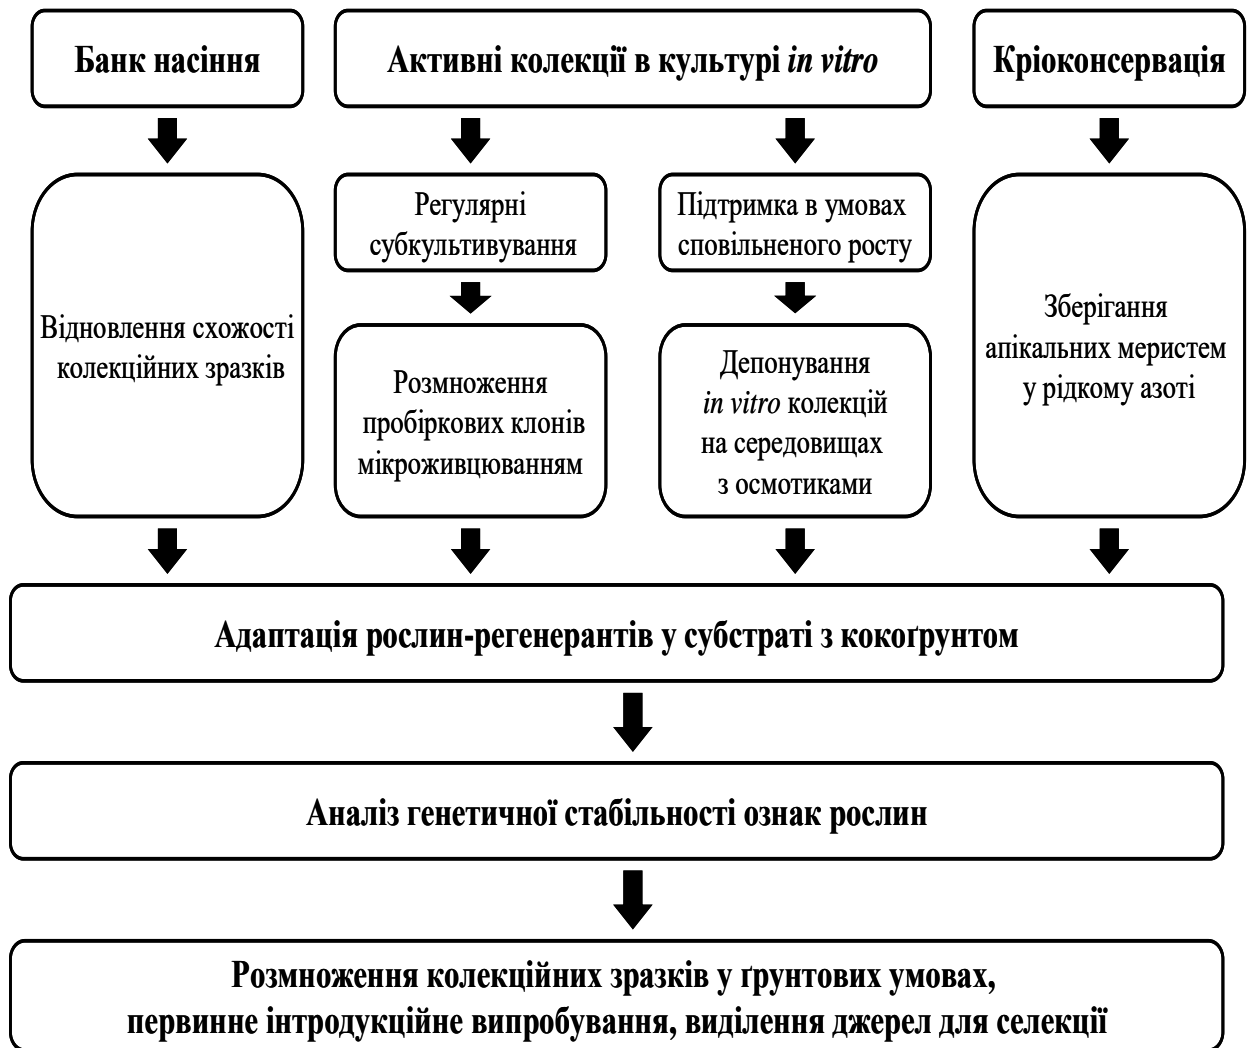 Банк насіння
Активні колекції в культурі in vitro
Кріоконсервація
Відновлення схожості
колекційних зразків
Регулярні
субкультивування
Розмноження
пробіркових клонів
мікроживцюванням
Підтримка в умовах
сповільненого росту
Депонування
in vitro колекцій
на середовищах
з осмотиками
Зберігання
апікальних меристем
у рідкому азоті
Адаптація рослин-регенерантів у субстраті з кокоґрунтом
Аналіз генетичної стабільності ознак рослин
Розмноження колекційних зразків у ґрунтових умовах,
первинне інтродукційне випробування, виділення джерел для селекції